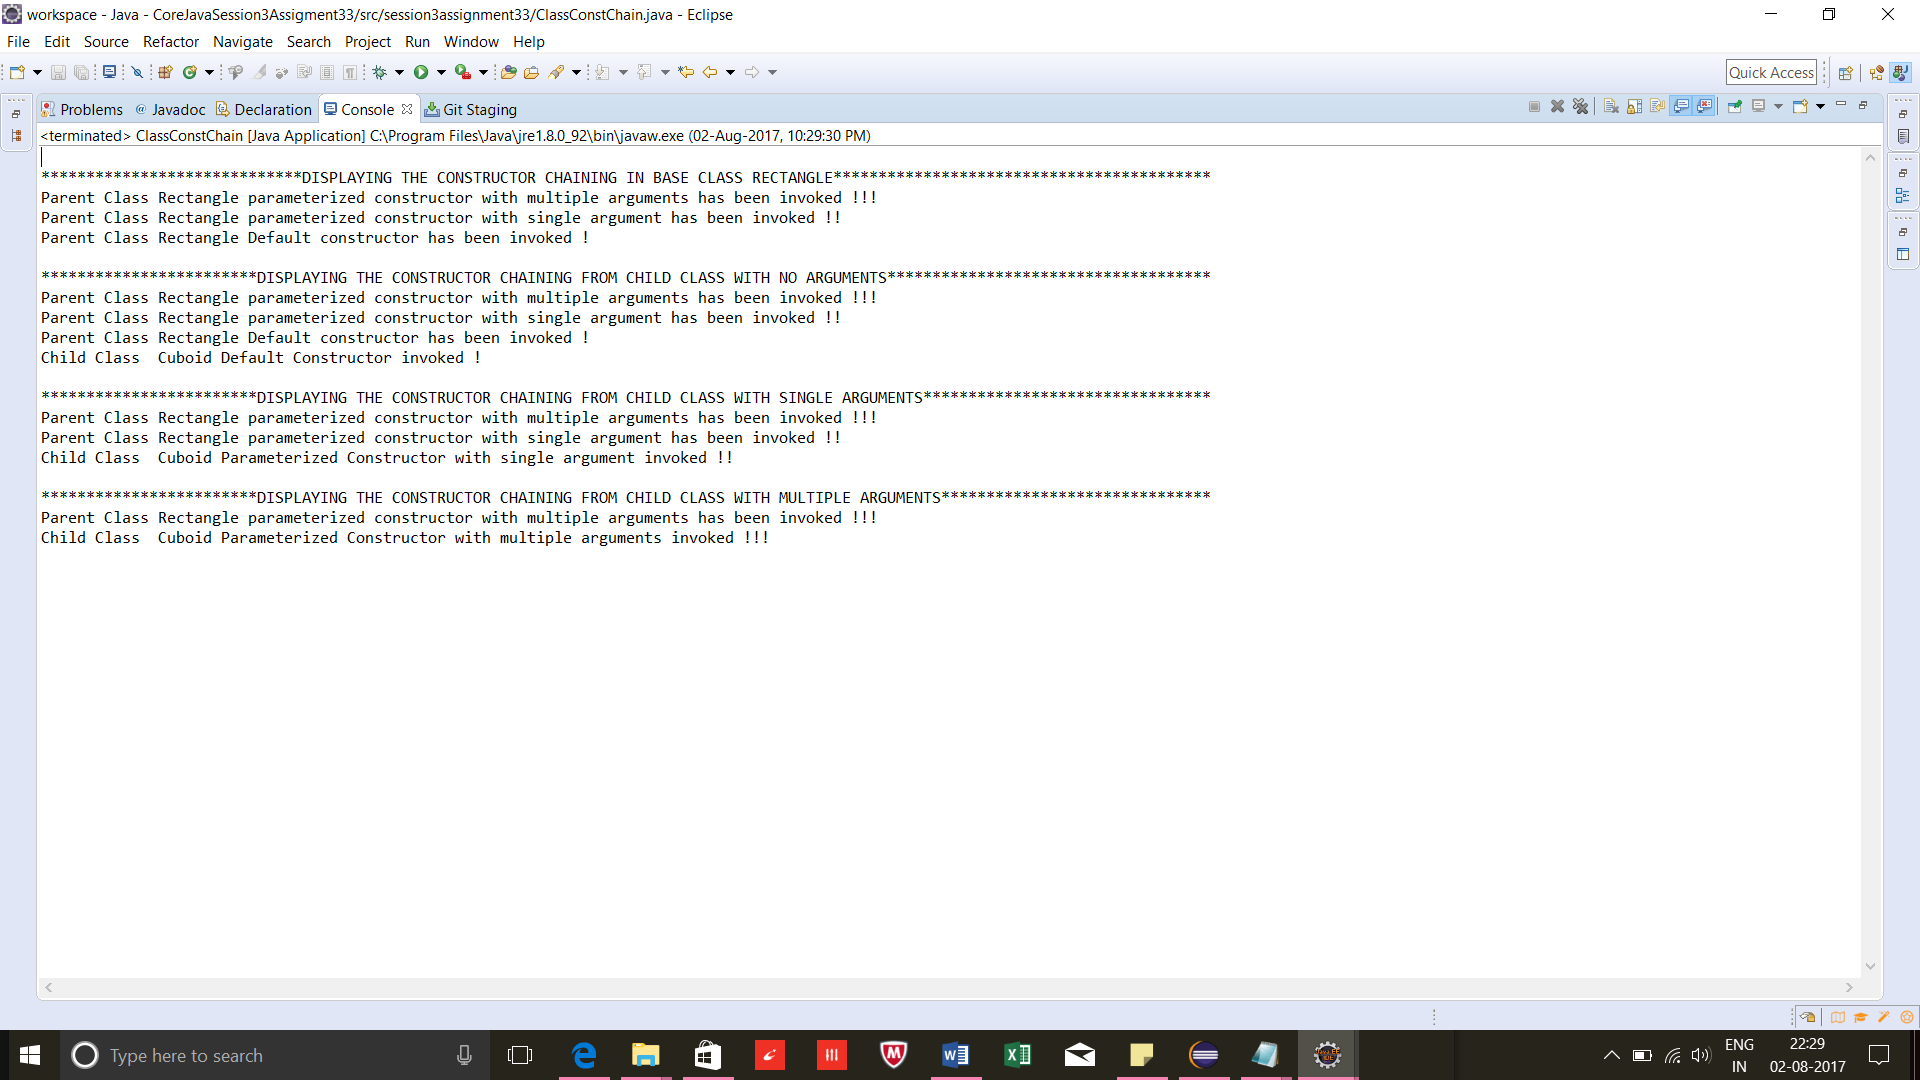 workspace - Java - CoreJavaSession3Assigment33/src/session3assignment33/ClassConstChain.java - Eclipse
File Edit Source Refactor Navigate Search Project Run Window Help
Quick Access
Problems @ Javadoc Declaration Console Git Staging
<terminated> ClassConstChain [Java Application] C:\Program Files\Java\jre1.8.0_92\bin\javaw.exe (02-Aug-2017, 10:29:30 PM)
*****************************DISPLAYING THE CONSTRUCTOR CHAINING IN BASE CLASS RECTANGLE******************************************
Parent Class Rectangle parameterized constructor with multiple arguments has been invoked !!!
Parent Class Rectangle parameterized constructor with single argument has been invoked !!
Parent Class Rectangle Default constructor has been invoked !
************************DISPLAYING THE CONSTRUCTOR CHAINING FROM CHILD CLASS WITH NO ARGUMENTS************************************
Parent Class Rectangle parameterized constructor with multiple arguments has been invoked !!!
Parent Class Rectangle parameterized constructor with single argument has been invoked !!
Parent Class Rectangle Default constructor has been invoked !
Child Class  Cuboid Default Constructor invoked !
************************DISPLAYING THE CONSTRUCTOR CHAINING FROM CHILD CLASS WITH SINGLE ARGUMENTS********************************
Parent Class Rectangle parameterized constructor with multiple arguments has been invoked !!!
Parent Class Rectangle parameterized constructor with single argument has been invoked !!
Child Class  Cuboid Parameterized Constructor with single argument invoked !!
************************DISPLAYING THE CONSTRUCTOR CHAINING FROM CHILD CLASS WITH MULTIPLE ARGUMENTS******************************
Parent Class Rectangle parameterized constructor with multiple arguments has been invoked !!!
Child Class  Cuboid Parameterized Constructor with multiple arguments invoked !!!
Type here to search
ENG
IN
22:29
02-08-2017